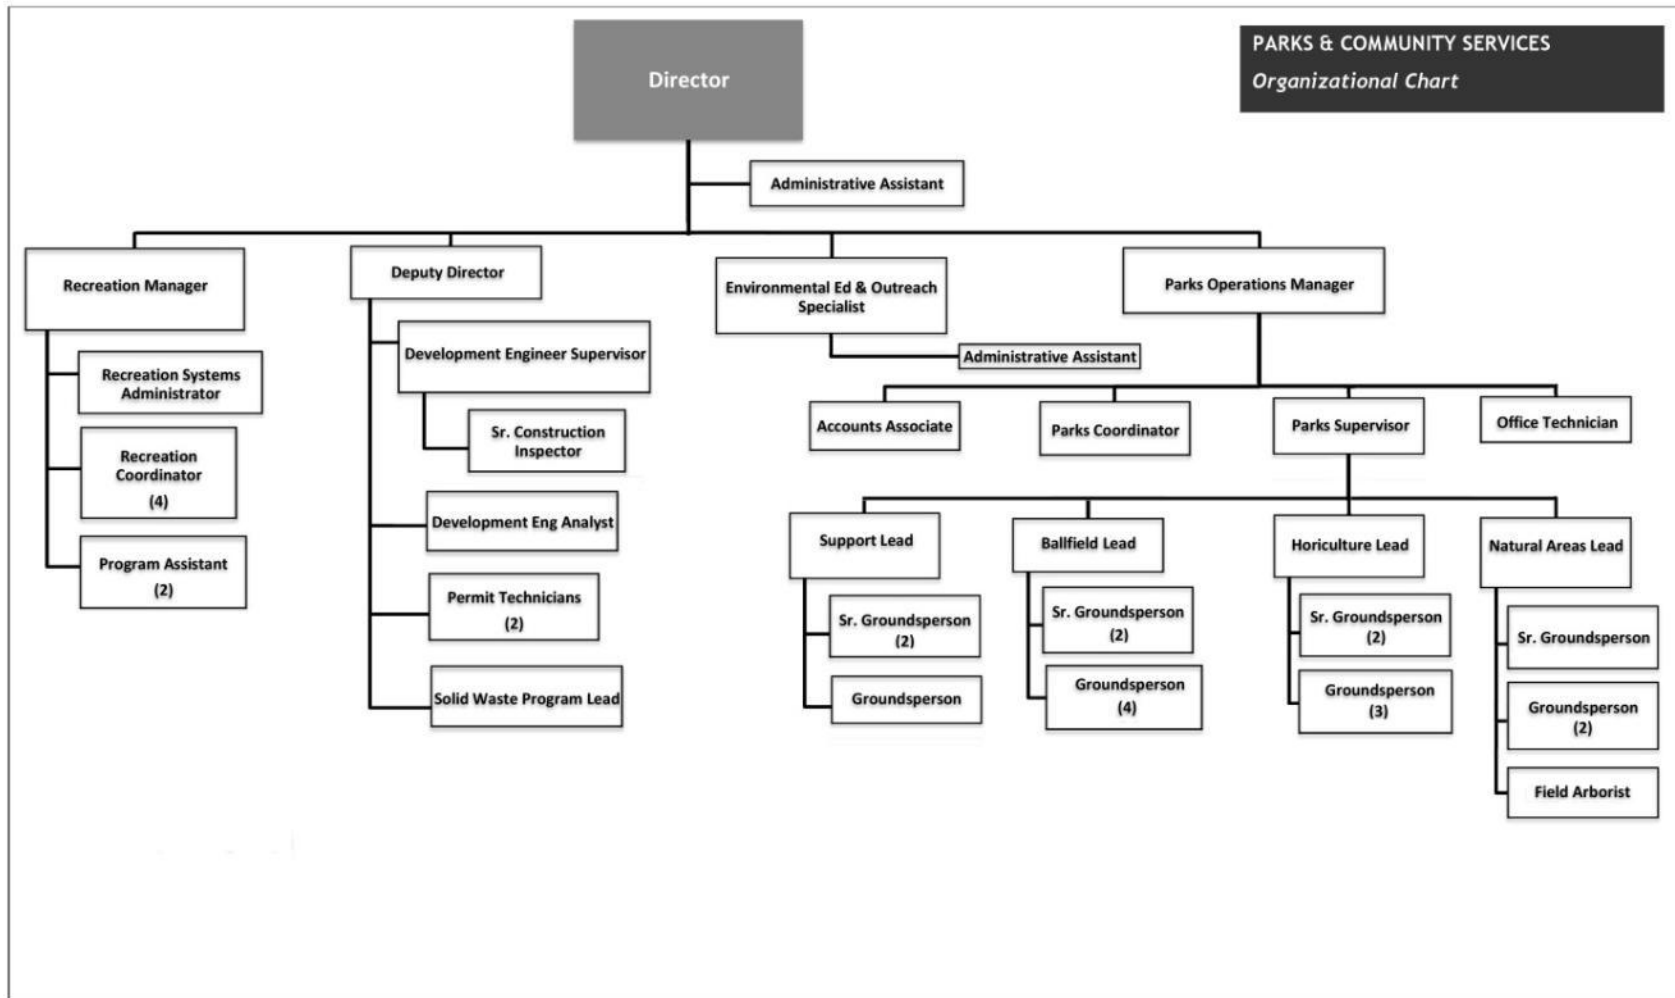 PARKS & COMMUNITY SERVICES
Organizational Chart
Director
Administrative Assistant
Recreation Manager
Recreation Systems
Administrator
Recreation
Coordinator
(4)
Program Assistant
(2)
Deputy Director
Development Engineer Supervisor
Sr. Construction
Inspector
Development Eng Analyst
Permit Technicians
(2)
Solid Waste Program Lead
Environmental Ed & Outreach
Specialist
Administrative Assistant
Parks Operations Manager
Accounts Associate
Parks Coordinator
Parks Supervisor
Office Technician
Support Lead
Sr. Groundsperson
(2)
Groundsperson
Ballfield Lead
Sr. Groundsperson
(2)
Groundsperson
(4)
Horiculture Lead
Sr. Groundsperson
(2)
Groundsperson
(3)
Natural Areas Lead
Sr. Groundsperson
Groundsperson
(2)
Field Arborist